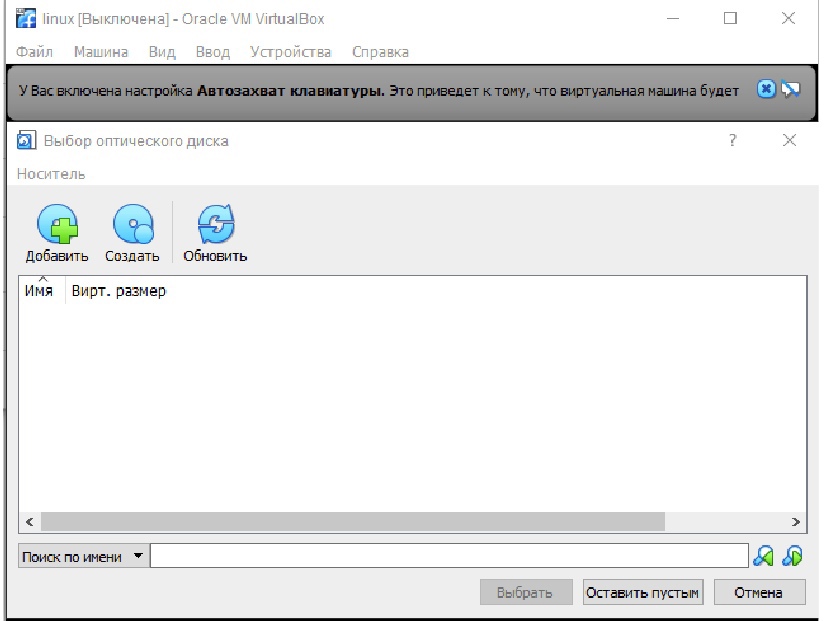 linux [Выключена] - Oracle VM VirtualBox
Файл Машина Вид Ввод Устройства Справка
У Вас включена настройка Автозахват клавиатуры. Это приведет к тому, что виртуальная машина будет
Выбор оптического диска ?
Носитель
Добавить Создать Обновить
Имя Вирт. размер
Поиск по имени
Выбрать Оставить пустым Отмена